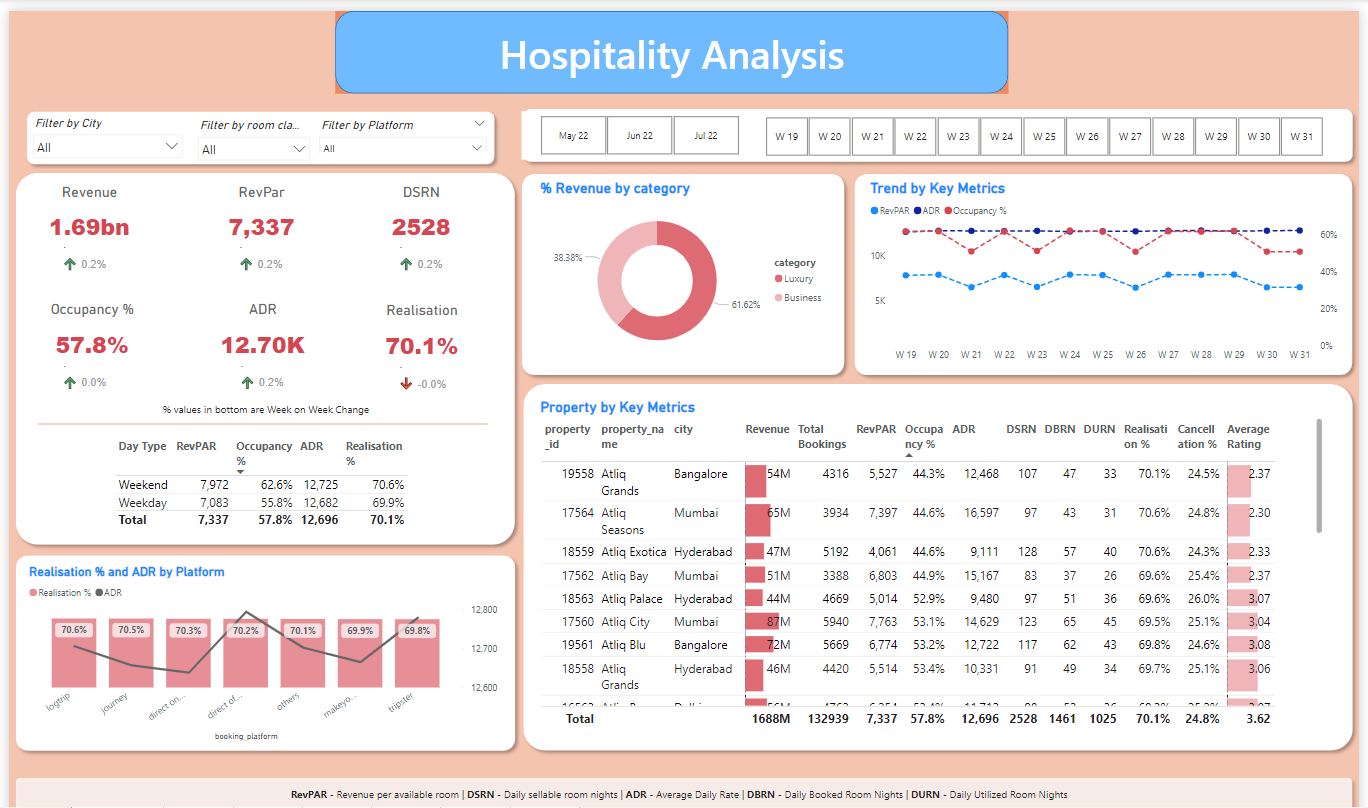 Hospitality Analysis
Filter by City
All
Filter by room cla...
All
Filter by Platform
All
May 22
Jun 22
Jul 22
W 19
W 20
W 21
W 22
W 23
W 24
W 25
W 26
W 27
W 28
W 29
W 30
W 31
Revenue
RevPar
DSRN
1.69bn
7,337
2528
0.2%
0.2%
0.2%
Occupancy %
ADR
Realisation
57.8%
12.70K
70.1%
0.0%
0.2%
-0.0%
% values in bottom are Week on Week Change
Day Type RevPAR Occupancy % ADR Realisation %
Weekend 7,972 62.6% 12,725 70.6%
Weekday 7,083 55.8% 12,682 69.9%
Total 7,337 57.8% 12,696 70.1%
Realisation % and ADR by Platform
Realisation % ADR
12,800
12,700
12,600
70.6% 70.5% 70.3% 70.2% 70.1% 69.9% 69.8%
logtrip journey direct on... direct of... others makeyo... tripster
booking_platform
% Revenue by category
38.38%
61.62%
category
Luxury
Business
Trend by Key Metrics
RevPAR ADR Occupancy %
10K
5K
60%
40%
20%
0%
W 19 W 20 W 21 W 22 W 23 W 24 W 25 W 26 W 27 W 28 W 29 W 30 W 31
Property by Key Metrics
property_id property_name city Revenue Total Bookings RevPAR Occupancy % ADR DSRN DBRN DURN Realisation % Cancellation % Average Rating
19558 Atliq Grands Bangalore 54M 4316 5,527 44.3% 12,468 107 47 33 70.1% 24.5% 2.37
17564 Atliq Seasons Mumbai 65M 3934 7,397 44.6% 16,597 97 43 31 70.6% 24.8% 2.30
18559 Atliq Exotica Hyderabad 47M 5192 4,061 44.6% 9,111 128 57 40 70.6% 24.3% 2.33
17562 Atliq Bay Mumbai 51M 3388 6,803 44.9% 15,167 83 37 26 69.6% 25.4% 2.37
18563 Atliq Palace Hyderabad 44M 4669 5,014 52.9% 9,480 97 51 36 69.6% 26.0% 3.07
17560 Atliq City Mumbai 87M 5940 7,763 53.1% 14,629 123 65 45 69.5% 25.1% 3.04
19561 Atliq Blu Bangalore 72M 5669 6,774 53.2% 12,722 117 62 43 69.8% 24.6% 3.08
18558 Atliq Grands Hyderabad 46M 4420 5,514 53.4% 10,331 91 49 34 69.7% 25.1% 3.06
Total 1688M 132939 7,337 57.8% 12,696 2528 1461 1025 70.1% 24.8% 3.62
RevPAR - Revenue per available room | DSRN - Daily sellable room nights | ADR - Average Daily Rate | DBRN - Daily Booked Room Nights | DURN - Daily Utilized Room Nights